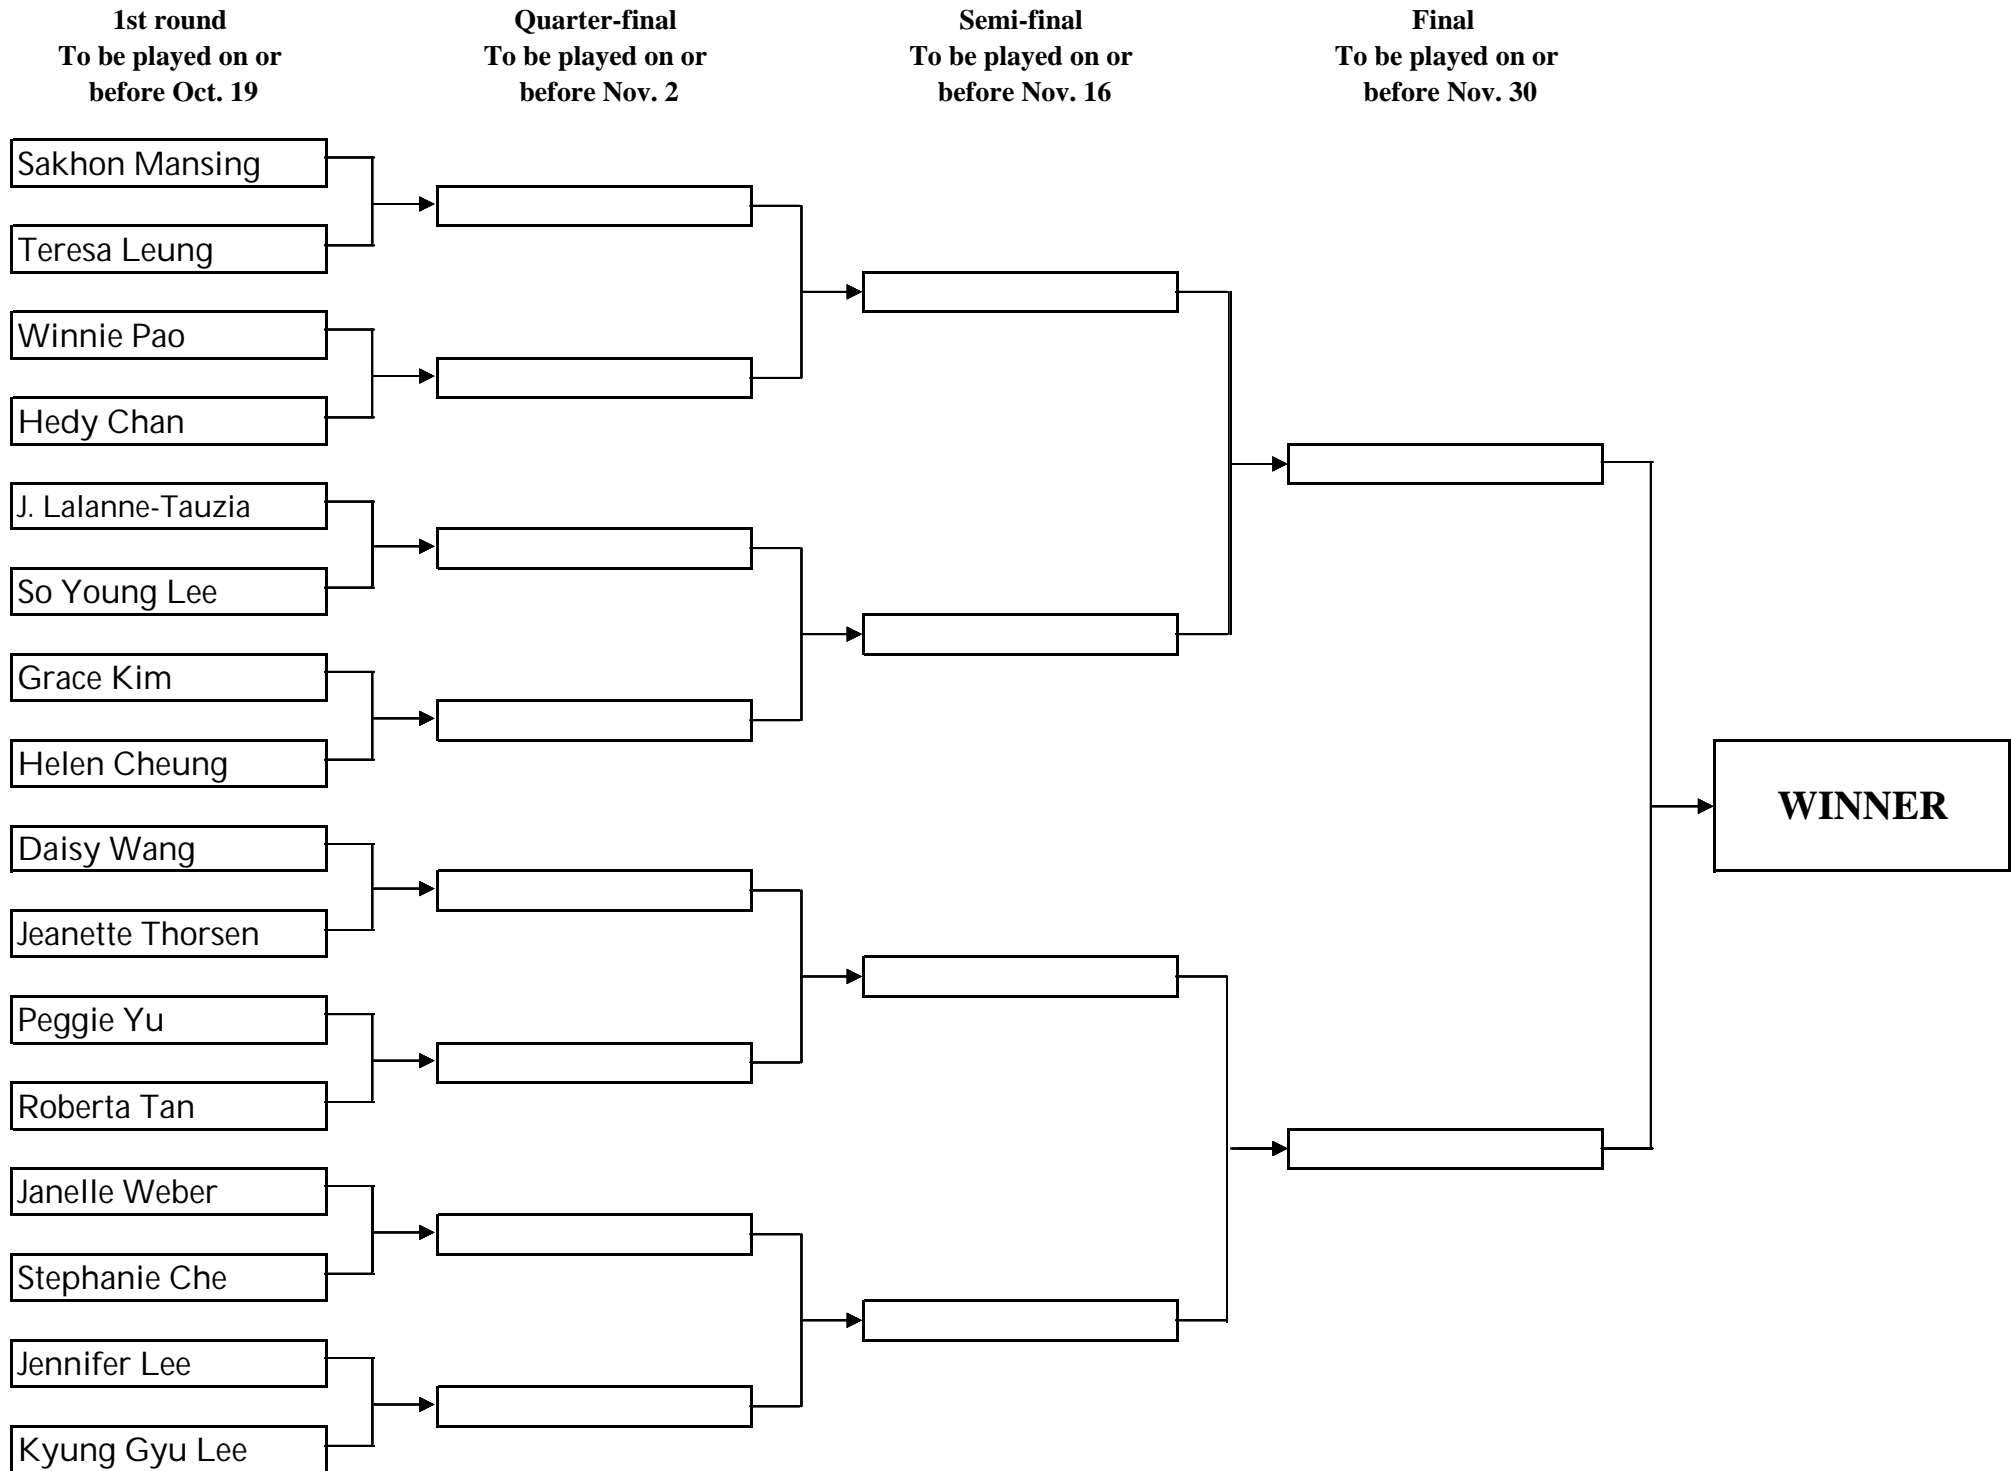 1st round
To be played on or
before Oct. 19
Quarter-final
To be played on or
before Nov. 2
Semi-final
To be played on or
before Nov. 16
Final
To be played on or
before Nov. 30
Sakhon Mansing
Teresa Leung
Winnie Pao
Hedy Chan
J. Lalanne-Tauzia
So Young Lee
Grace Kim
Helen Cheung
Daisy Wang
Jeanette Thorsen
Peggie Yu
Roberta Tan
Janelle Weber
Stephanie Che
Jennifer Lee
Kyung Gyu Lee
WINNER